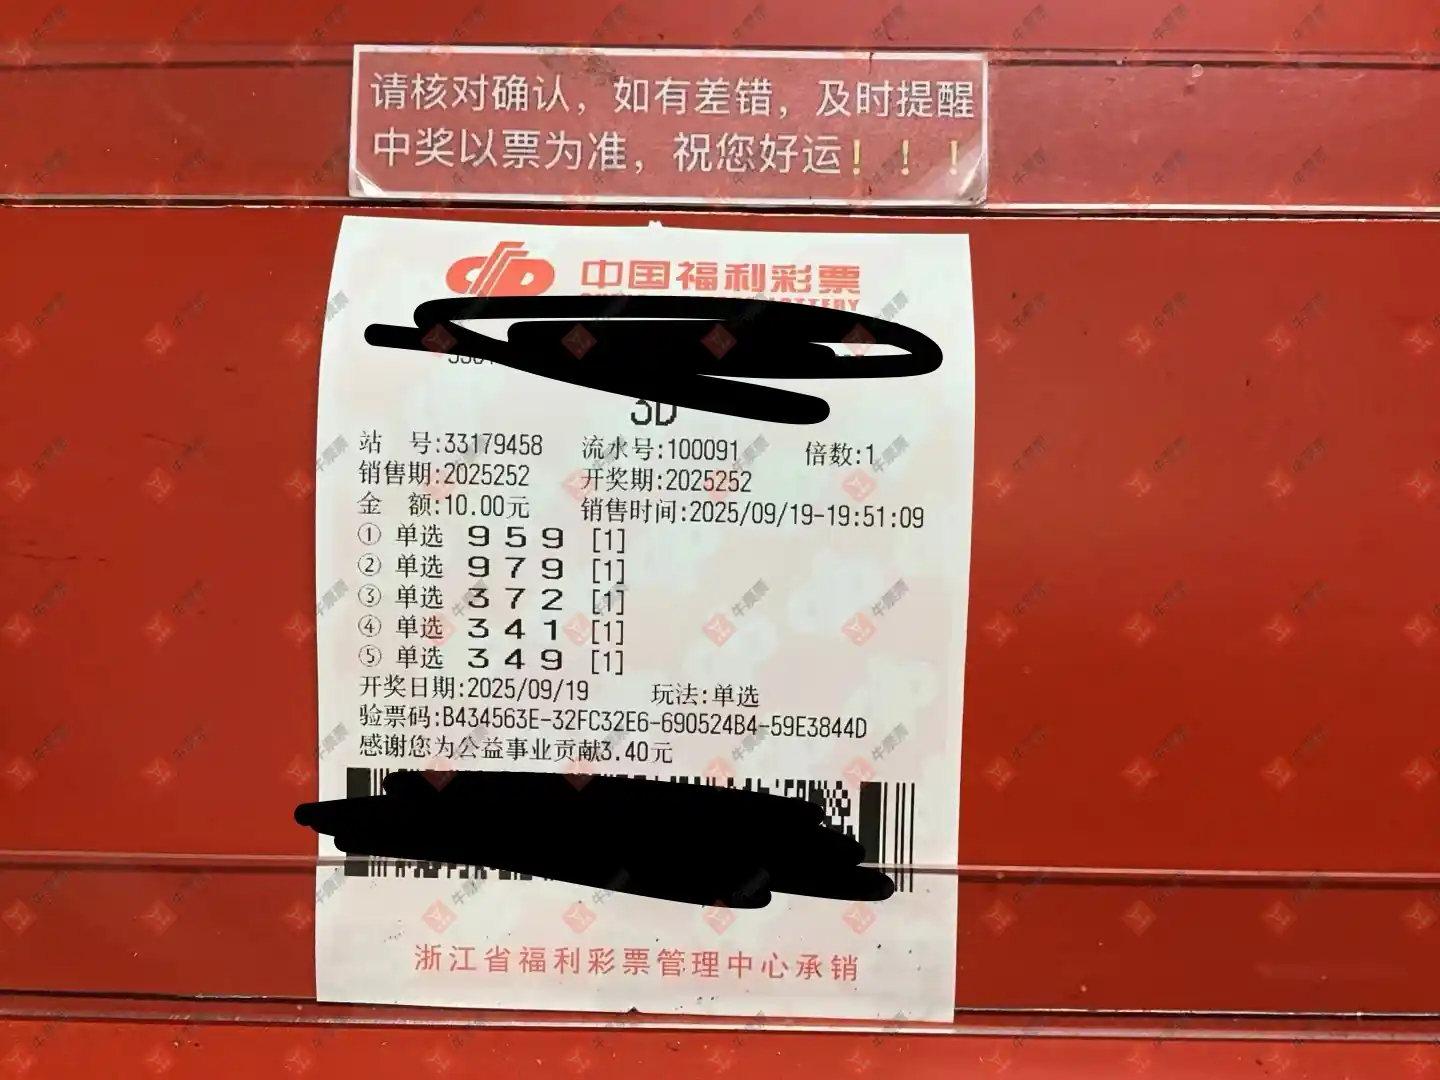 请核对确认，如有差错，及时提醒
中奖以票为准，祝您好运！！！
中国福利彩票
3D
站　号:33179458　流水号:100091　倍数:1
销售期:2025252　开奖期:2025252
金　额:10.00元　销售时间:2025/09/19-19:51:09
① 单选 9 5 9 [1]
② 单选 9 7 9 [1]
③ 单选 3 7 2 [1]
④ 单选 3 4 1 [1]
⑤ 单选 3 4 9 [1]
开奖日期:2025/09/19　玩法:单选
验票码:B434563E-32FC32E6-690524B4-59E3844D
感谢您为公益事业贡献3.40元
浙江省福利彩票管理中心承销